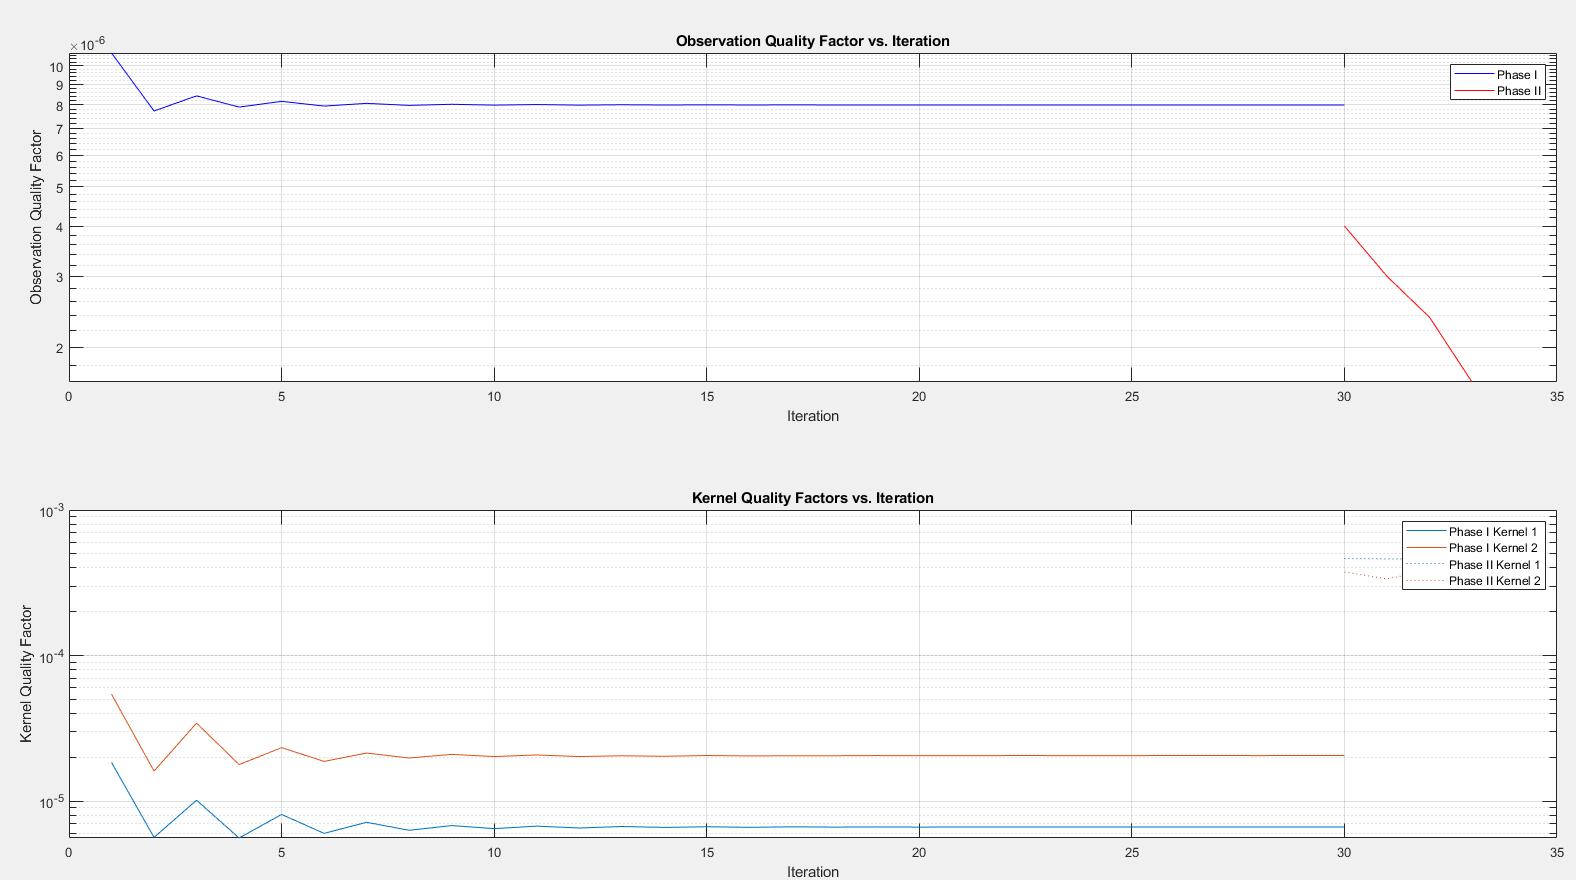 Observation Quality Factor vs. Iteration
×10-6
10
9
8
7
6
5
4
3
2
Observation Quality Factor
Phase I
Phase II
0 5 10 15 20 25 30 35
Iteration
Kernel Quality Factors vs. Iteration
10-3
10-4
10-5
Kernel Quality Factor
Phase I Kernel 1
Phase I Kernel 2
Phase II Kernel 1
Phase II Kernel 2
0 5 10 15 20 25 30 35
Iteration